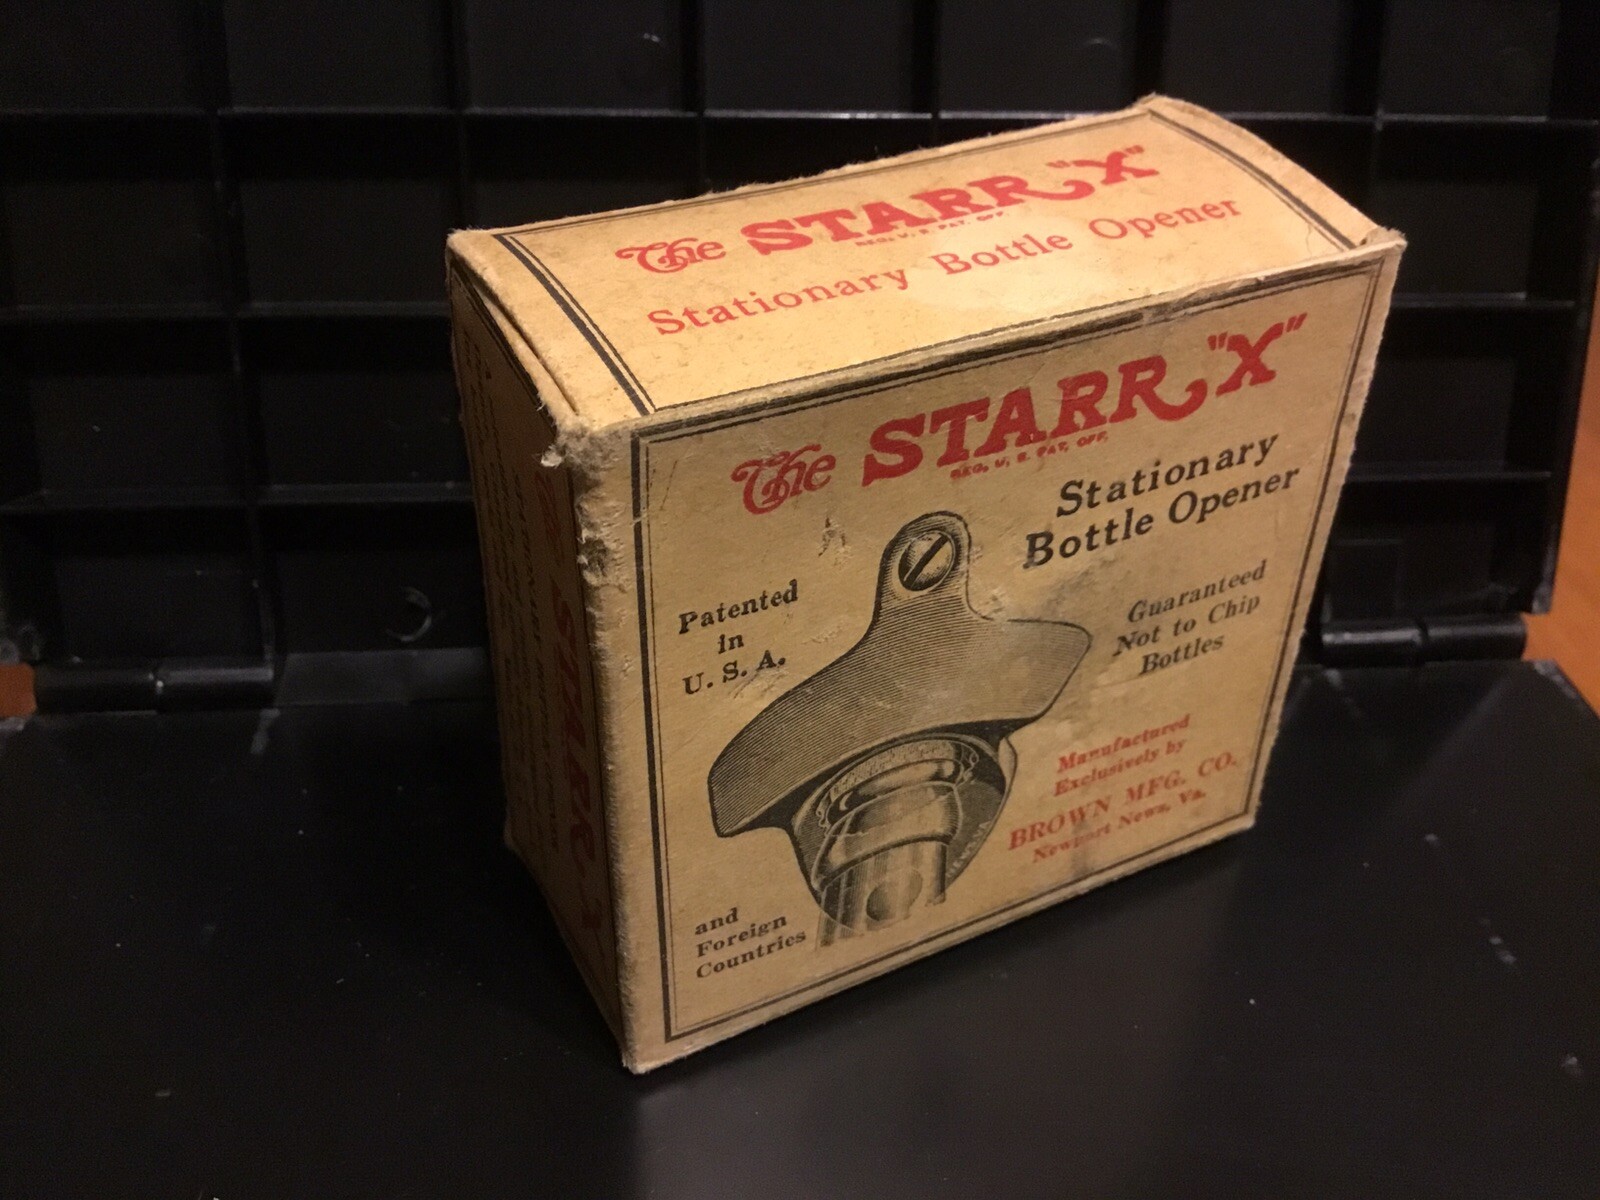 The STARR "X"
REG. U. S. PAT. OFF.
Stationary Bottle Opener
The STARR "X"
REG. U. S. PAT. OFF.
Stationary
Bottle Opener
Patented
in
U. S. A.
Guaranteed
Not to Chip
Bottles
Manufactured
Exclusively by
BROWN MFG. CO.
Newport News, Va.
and
Foreign
Countries
STARR X